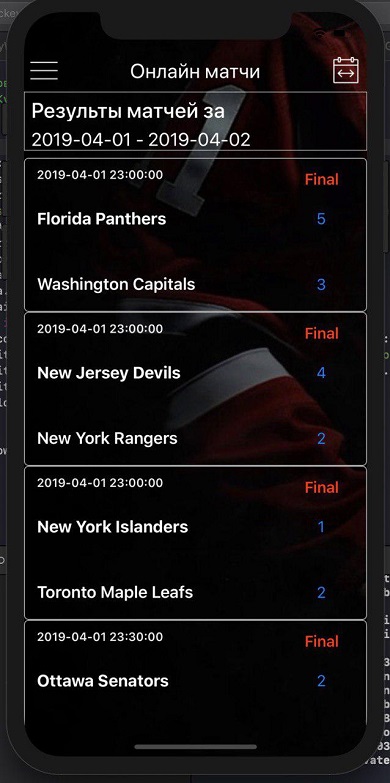 Онлайн матчи
Результы матчей за
2019-04-01 - 2019-04-02
2019-04-01 23:00:00
Final
Florida Panthers 5
Washington Capitals 3
2019-04-01 23:00:00
Final
New Jersey Devils 4
New York Rangers 2
2019-04-01 23:00:00
Final
New York Islanders 1
Toronto Maple Leafs 2
2019-04-01 23:30:00
Final
Ottawa Senators 2